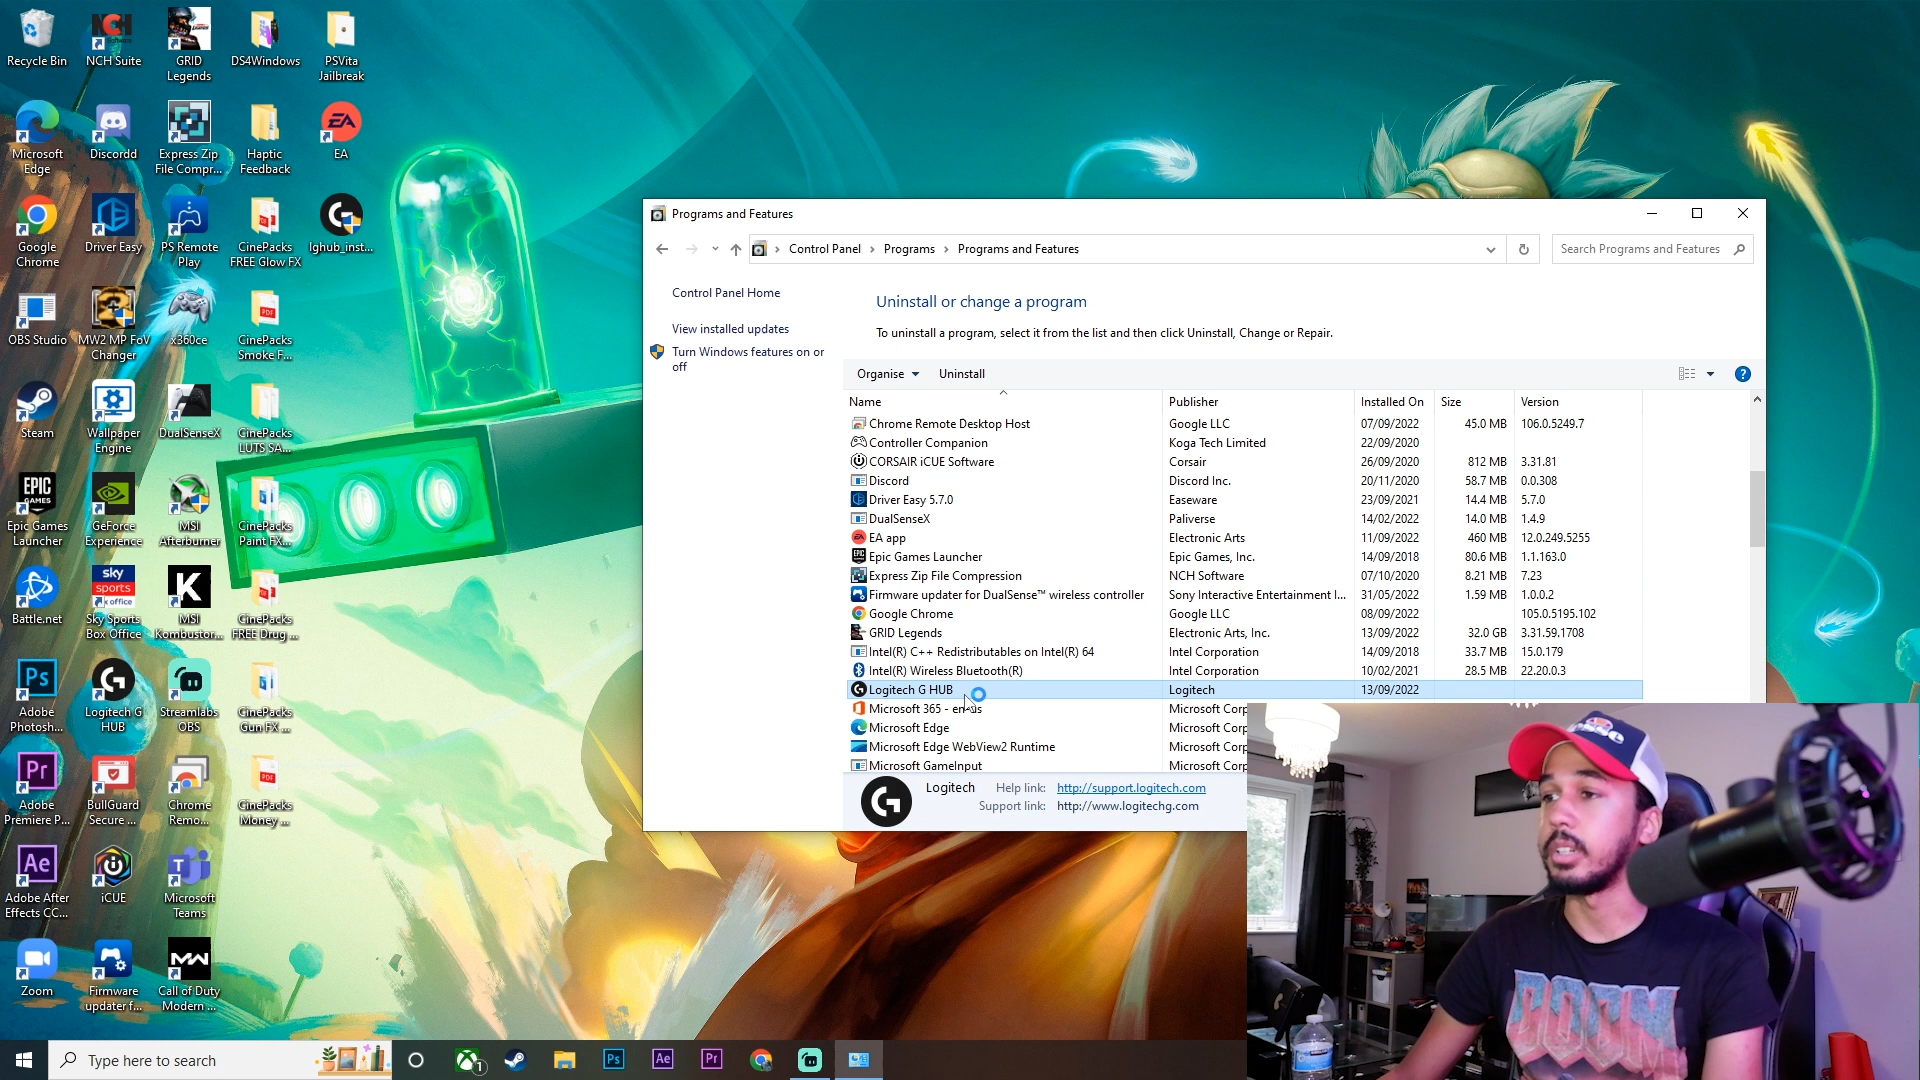 Recycle Bin
NCH Suite
GRID
Legends
DS4Windows
PSVita
Jailbreak
Microsoft
Edge
Discordd
Express Zip
File Compr...
Haptic
Feedback
EA
Google
Chrome
Driver Easy
PS Remote
Play
CinePacks
FREE Glow FX
lghub_inst...
OBS Studio
MW2 MP FoV
Changer
x360ce
CinePacks
Smoke F...
Steam
Wallpaper
Engine
DualSenseX
CinePacks
LUTS SA...
Epic Games
Launcher
GeForce
Experience
MSI
Afterburner
CinePacks
Paint FX...
Battle.net
Sky Sports
Box Office
MSI
Kombustor...
CinePacks
FREE Drug ...
Adobe
Photosh...
Logitech G
HUB
Streamlabs
OBS
CinePacks
Gun FX ...
Adobe
Premiere P...
BullGuard
Secure ...
Chrome
Remo...
CinePacks
Money ...
Adobe After
Effects CC...
iCUE
Microsoft
Teams
Zoom
Firmware
updater f...
Call of Duty
Modern ...
Programs and Features
Control Panel > Programs > Programs and Features
Search Programs and Features
Control Panel Home
View installed updates
Turn Windows features on or
off
Uninstall or change a program
To uninstall a program, select it from the list and then click Uninstall, Change or Repair.
Organise Uninstall
Name Publisher Installed On Size Version
Chrome Remote Desktop Host Google LLC 07/09/2022 45.0 MB 106.0.5249.7
Controller Companion Koga Tech Limited 22/09/2020
CORSAIR iCUE Software Corsair 26/09/2020 812 MB 3.31.81
Discord Discord Inc. 20/11/2020 58.7 MB 0.0.308
Driver Easy 5.7.0 Easeware 23/09/2021 14.4 MB 5.7.0
DualSenseX Paliverse 14/02/2022 14.0 MB 1.4.9
EA app Electronic Arts 11/09/2022 460 MB 12.0.249.5255
Epic Games Launcher Epic Games, Inc. 14/09/2018 80.6 MB 1.1.163.0
Express Zip File Compression NCH Software 07/10/2020 8.21 MB 7.23
Firmware updater for DualSense™ wireless controller Sony Interactive Entertainment I... 31/05/2022 1.59 MB 1.0.0.2
Google Chrome Google LLC 08/09/2022 105.0.5195.102
GRID Legends Electronic Arts, Inc. 13/09/2022 32.0 GB 3.31.59.1708
Intel(R) C++ Redistributables on Intel(R) 64 Intel Corporation 14/09/2018 33.7 MB 15.0.179
Intel(R) Wireless Bluetooth(R) Intel Corporation 10/02/2021 28.5 MB 22.20.0.3
Logitech G HUB Logitech 13/09/2022
Microsoft 365 - en-us Microsoft Corp
Microsoft Edge Microsoft Corp
Microsoft Edge WebView2 Runtime Microsoft Corp
Microsoft GameInput Microsoft Corp
Logitech Help link: http://support.logitech.com
Support link: http://www.logitechg.com
Type here to search